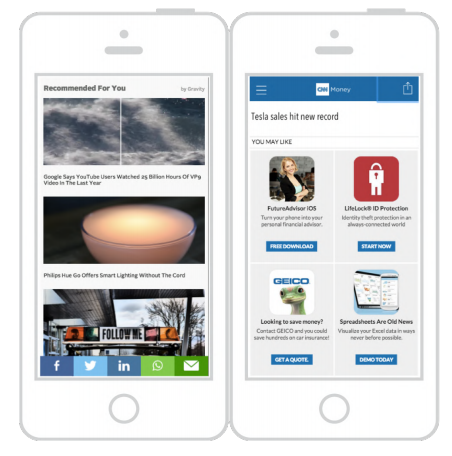 Recommended For You
by Gravity
Google Says YouTube Users Watched 25 Billion Hours Of VP9
Video In The Last Year
Philips Hue Go Offers Smart Lighting Without The Cord
FOLLOW ME
f
in
CNN Money
Tesla sales hit new record
YOU MAY LIKE
FutureAdvisor IOS
Turn your phone into your
personal financial advisor.
FREE DOWNLOAD
LifeLock® ID Protection
Identity theft protection in an
always-connected world
START NOW
GEICO
Looking to save money?
Contact GEICO and you could
save hundreds on car insurance!
GET A QUOTE.
Spreadsheets Are Old News
Visualize your Excel data in ways
never before possible.
DEMO TODAY